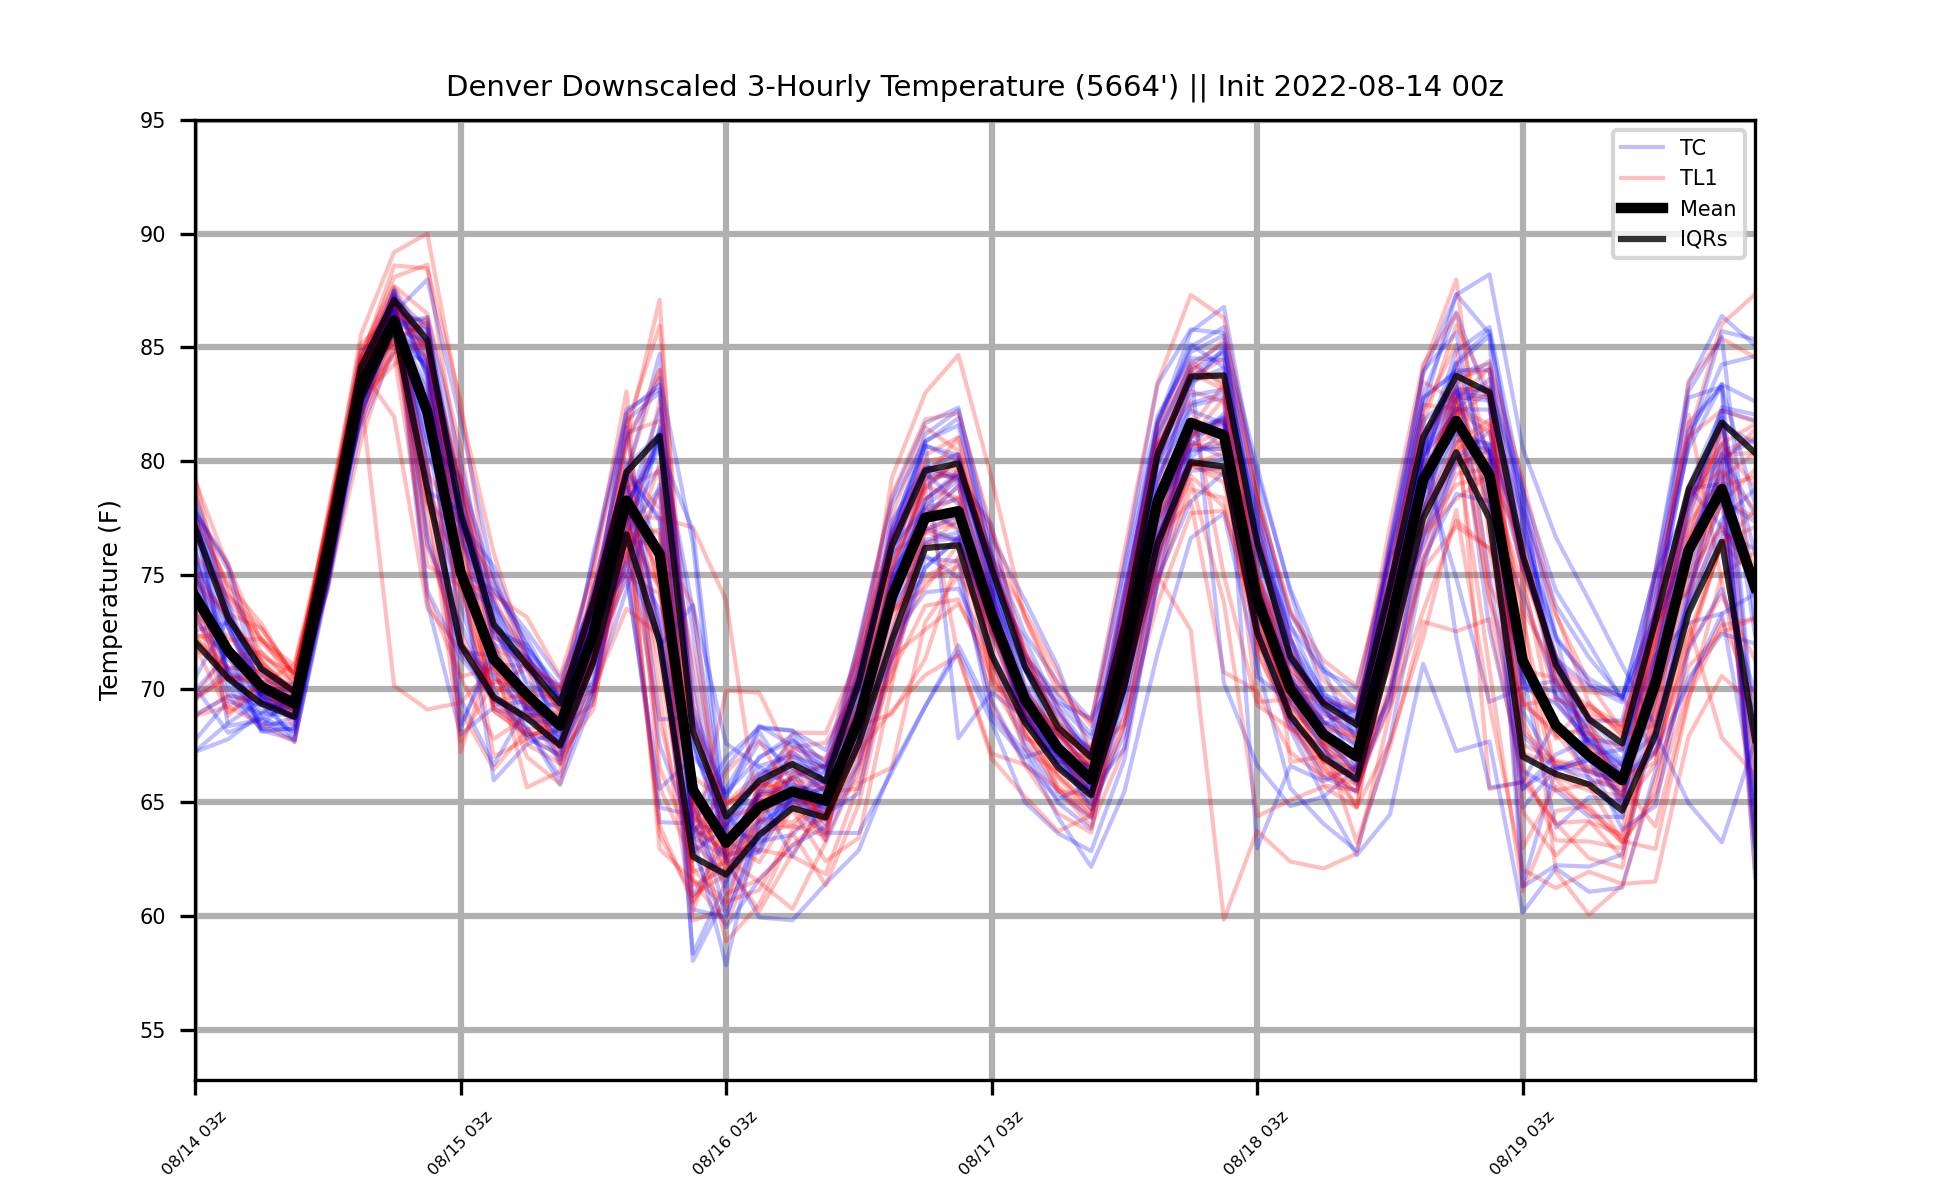 Denver Downscaled 3-Hourly Temperature (5664') || Init 2022-08-14 00z
TC
TL1
Mean
IQRs
Temperature (F)
95
90
85
80
75
70
65
60
55
08/14 03z
08/15 03z
08/16 03z
08/17 03z
08/18 03z
08/19 03z